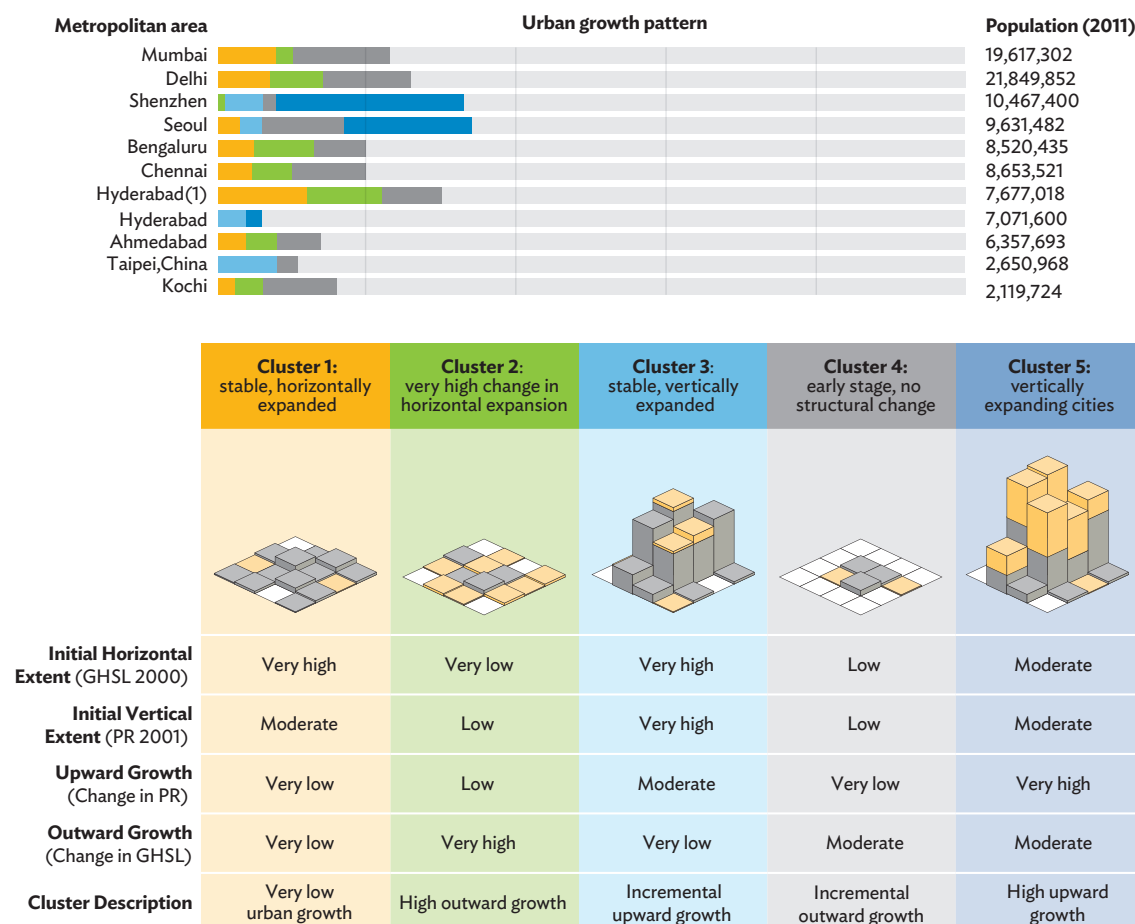 Metropolitan area Urban growth pattern Population (2011)
Mumbai 19,617,302
Delhi 21,849,852
Shenzhen 10,467,400
Seoul 9,631,482
Bengaluru 8,520,435
Chennai 8,653,521
Hyderabad(1) 7,677,018
Hyderabad 7,071,600
Ahmedabad 6,357,693
Taipei,China 2,650,968
Kochi 2,119,724
Cluster 1: Cluster 2: Cluster 3: Cluster 4: Cluster 5:
stable, horizontally very high change in stable, vertically early stage, no vertically
expanded horizontal expansion expanded structural change expanding cities
Initial Horizontal
Extent (GHSL 2000) Very high Very low Very high Low Moderate
Initial Vertical
Extent (PR 2001) Moderate Low Very high Low Moderate
Upward Growth
(Change in PR) Very low Low Moderate Very low Very high
Outward Growth
(Change in GHSL) Very low Very high Very low Moderate Moderate
Cluster Description Very low High outward growth Incremental Incremental High upward
urban growth upward growth outward growth growth